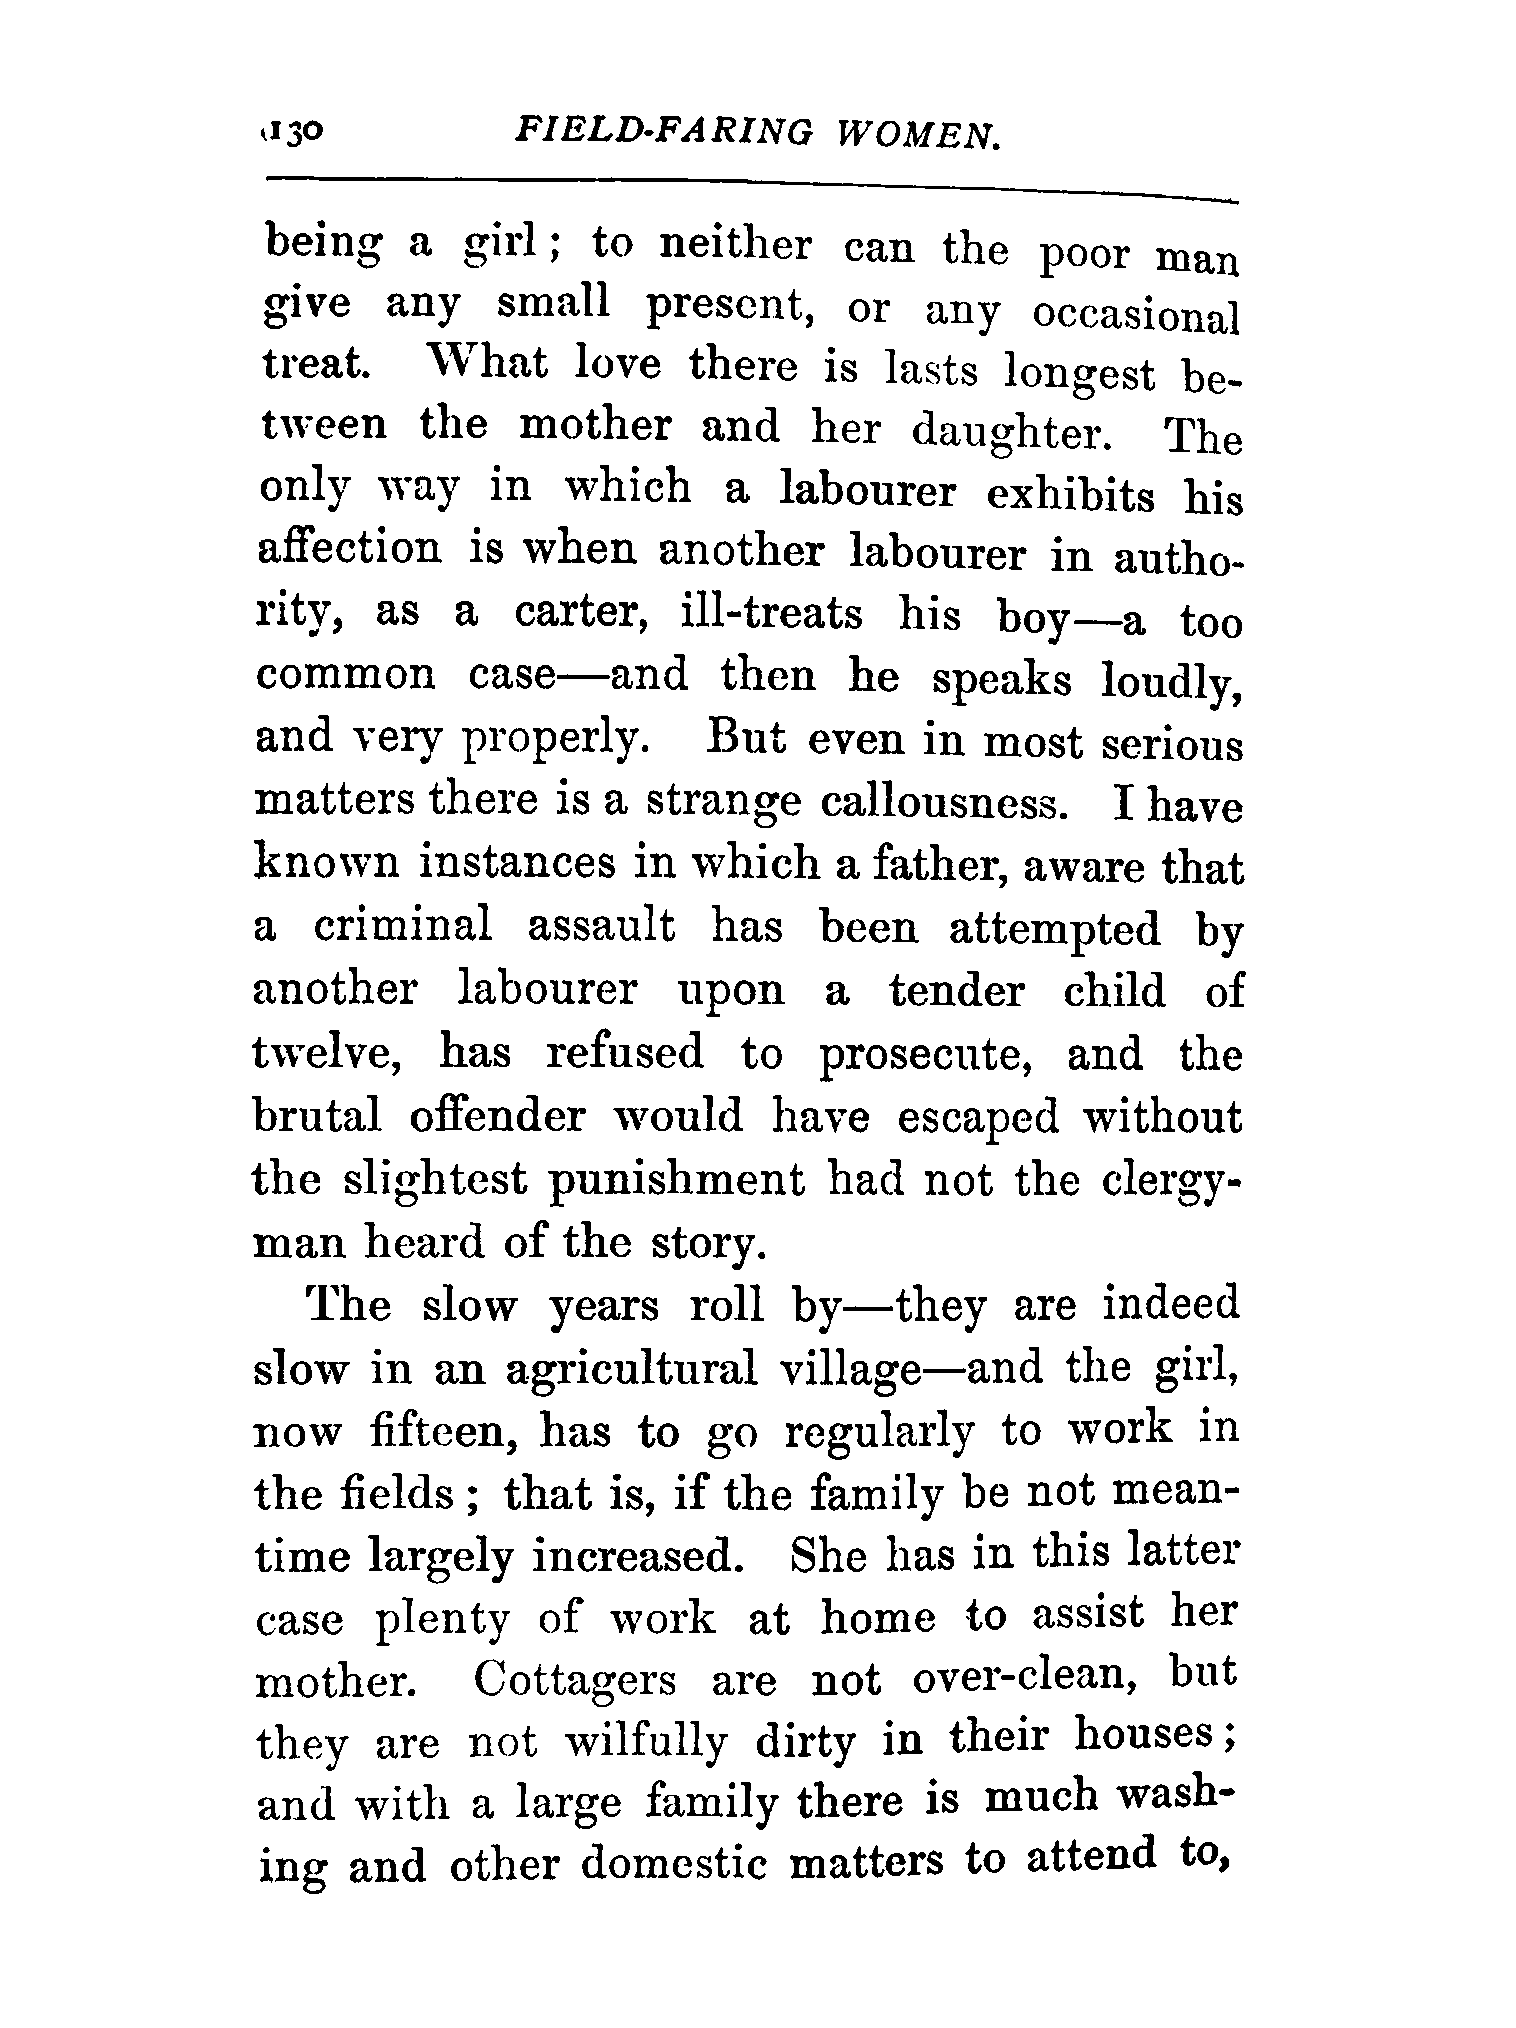 130 FIELD-FARING WOMEN.
being a girl; to neither can the poor man
give any small present, or any occasional
treat. What love there is lasts longest be-
tween the mother and her daughter. The
only way in which a labourer exhibits his
affection is when another labourer in autho-
rity, as a carter, ill-treats his boy—a too
common case—and then he speaks loudly,
and very properly. But even in most serious
matters there is a strange callousness. I have
known instances in which a father, aware that
a criminal assault has been attempted by
another labourer upon a tender child of
twelve, has refused to prosecute, and the
brutal offender would have escaped without
the slightest punishment had not the clergy-
man heard of the story.
The slow years roll by—they are indeed
slow in an agricultural village—and the girl,
now fifteen, has to go regularly to work in
the fields; that is, if the family be not mean-
time largely increased. She has in this latter
case plenty of work at home to assist her
mother. Cottagers are not over-clean, but
they are not wilfully dirty in their houses;
and with a large family there is much wash-
ing and other domestic matters to attend to,